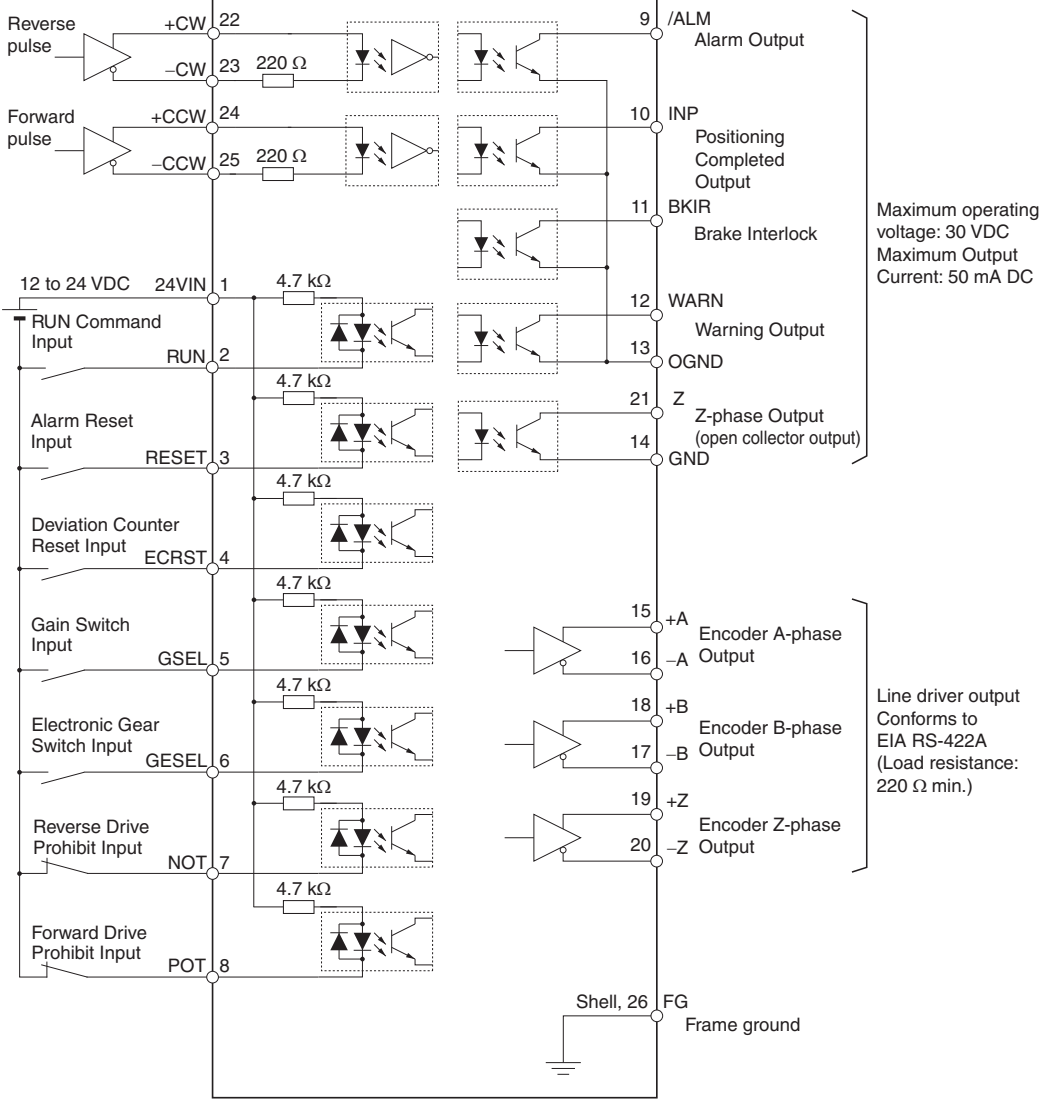 Reverse
pulse
+CW 22
−CW 23 220 Ω
Forward
pulse
+CCW 24
−CCW 25 220 Ω
12 to 24 VDC 24VIN 1 4.7 kΩ
RUN Command
Input
RUN 2
4.7 kΩ
Alarm Reset
Input
RESET 3
4.7 kΩ
Deviation Counter
Reset Input
ECRST 4
4.7 kΩ
Gain Switch
Input
GSEL 5
4.7 kΩ
Electronic Gear
Switch Input
GESEL 6
4.7 kΩ
Reverse Drive
Prohibit Input
NOT 7
4.7 kΩ
Forward Drive
Prohibit Input
POT 8
9 /ALM
Alarm Output
10 INP
Positioning
Completed
Output
11 BKIR
Brake Interlock
12 WARN
Warning Output
13 OGND
21 Z
Z-phase Output
(open collector output)
14 GND
Maximum operating
voltage: 30 VDC
Maximum Output
Current: 50 mA DC
15 +A
Encoder A-phase
Output
16 −A
18 +B
Encoder B-phase
Output
17 −B
19 +Z
Encoder Z-phase
Output
20 −Z
Line driver output
Conforms to
EIA RS-422A
(Load resistance:
220 Ω min.)
Shell, 26 FG
Frame ground